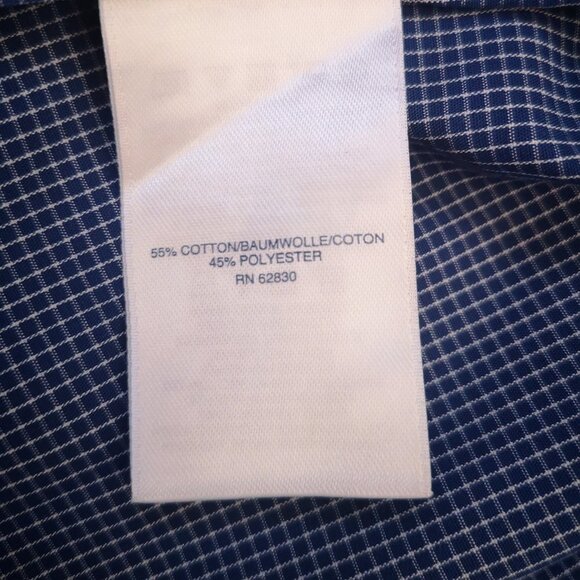 55% COTTON/BAUMWOLLE/COTON
45% POLYESTER
RN 62830